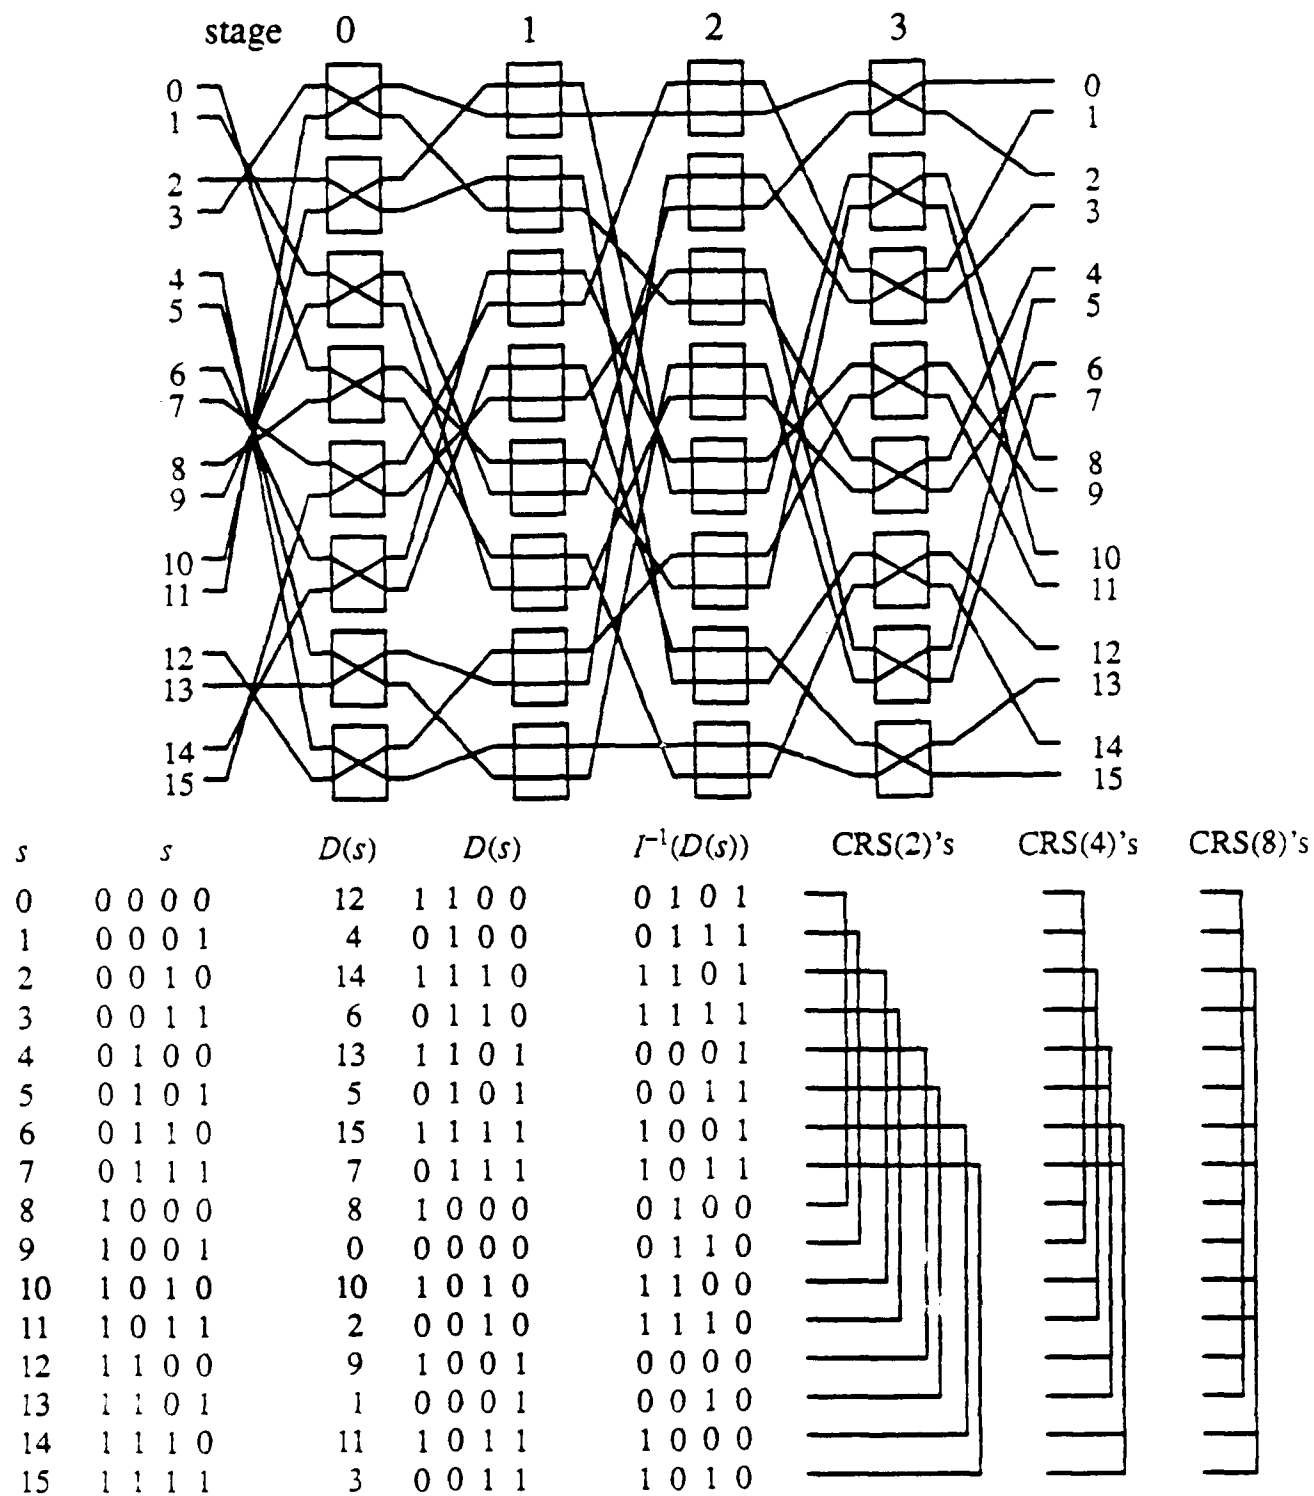 stage 0 1 2 3
0 0
1 1
2 2
3 3
4 4
5 5
6 6
7 7
8 8
9 9
10 10
11 11
12 12
13 13
14 14
15 15
s s D(s) D(s) I⁻¹(D(s)) CRS(2)'s CRS(4)'s CRS(8)'s
0 0 0 0 0 12 1 1 0 0 0 1 0 1
1 0 0 0 1 4 0 1 0 0 0 1 1 1
2 0 0 1 0 14 1 1 1 0 1 1 0 1
3 0 0 1 1 6 0 1 1 0 1 1 1 1
4 0 1 0 0 13 1 1 0 1 0 0 0 1
5 0 1 0 1 5 0 1 0 1 0 0 1 1
6 0 1 1 0 15 1 1 1 1 1 0 0 1
7 0 1 1 1 7 0 1 1 1 1 0 1 1
8 1 0 0 0 8 1 0 0 0 0 1 0 0
9 1 0 0 1 0 0 0 0 0 0 1 1 0
10 1 0 1 0 10 1 0 1 0 1 1 0 0
11 1 0 1 1 2 0 0 1 0 1 1 1 0
12 1 1 0 0 9 1 0 0 1 0 0 0 0
13 1 1 0 1 1 0 0 0 1 0 0 1 0
14 1 1 1 0 11 1 0 1 1 1 0 0 0
15 1 1 1 1 3 0 0 1 1 1 0 1 0